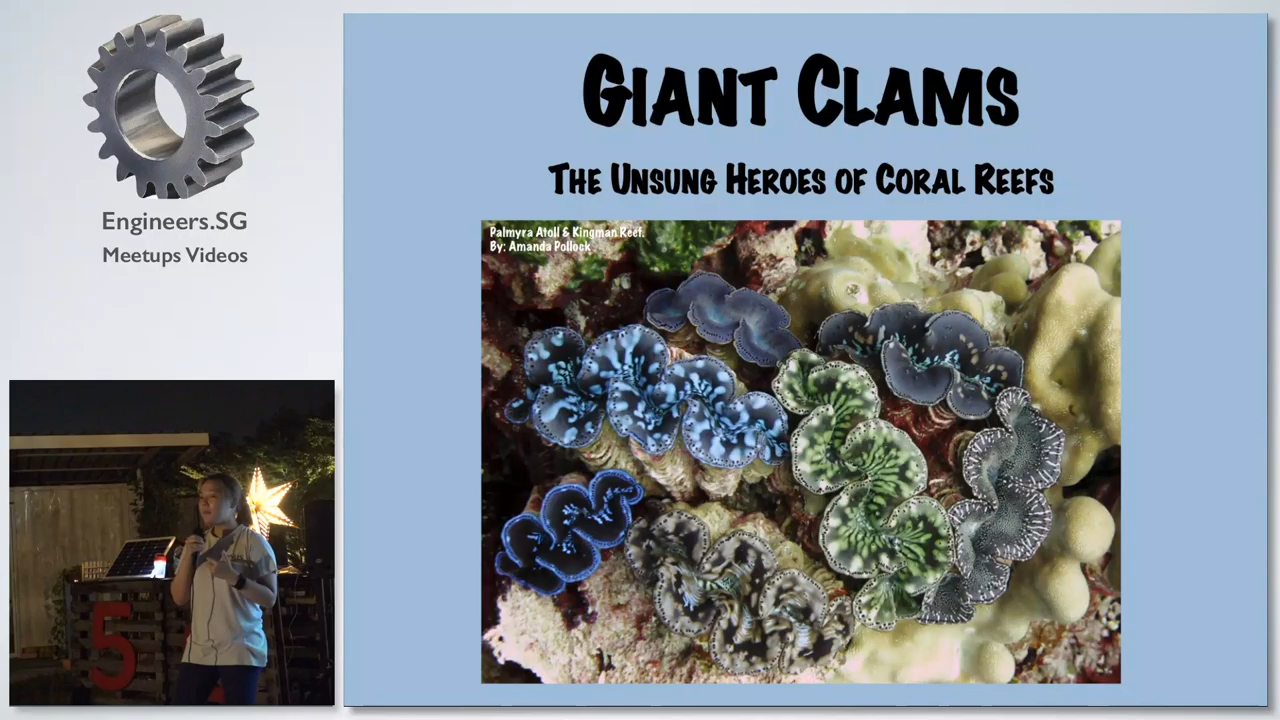 Engineers.SG
Meetups Videos
GIANT CLAMS
THE UNSUNG HEROES OF CORAL REEFS
Palmyra Atoll & Kingman Reef.
By: Amanda Pollock
5